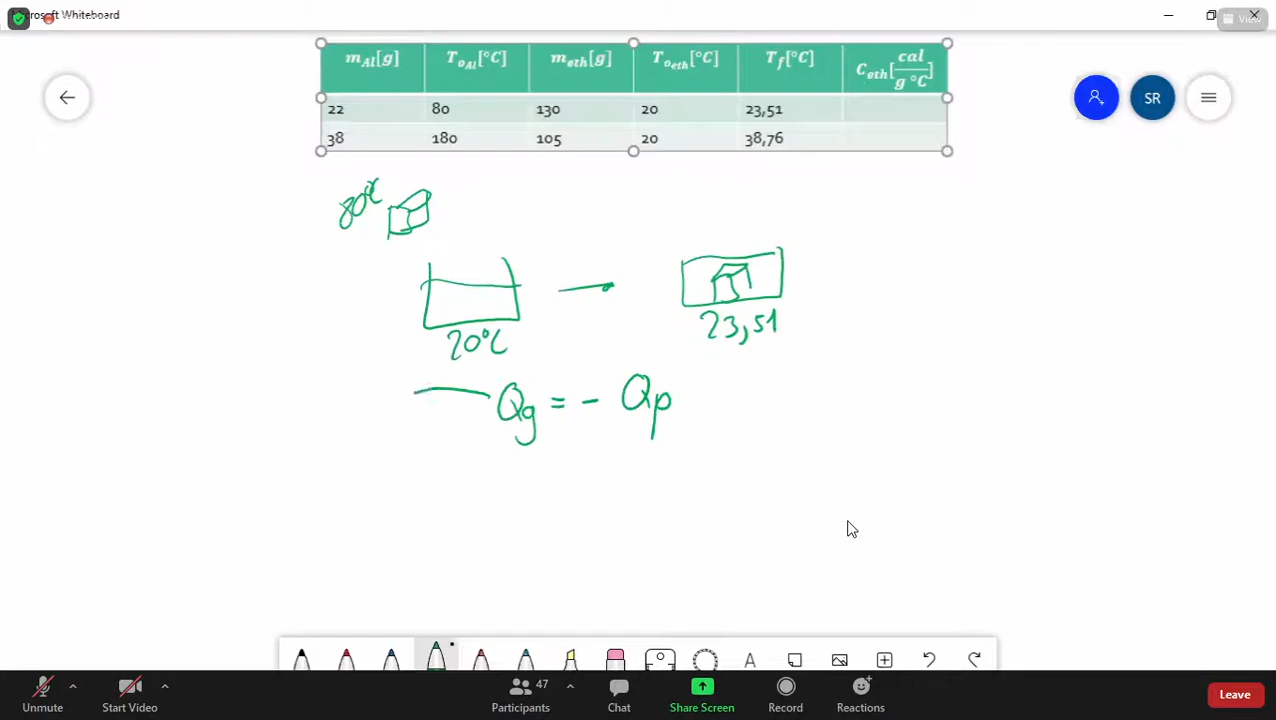 Microsoft Whiteboard
View
m_Al[g] T_oAl[°C] m_eth[g] T_oeth[°C] T_f[°C] C_eth[cal/g °C]
22 80 130 20 23,51
38 180 105 20 38,76
80°C
20°C
23,51
Qg = - Qp
SR
A
47
Unmute Start Video Participants Chat Share Screen Record Reactions Leave